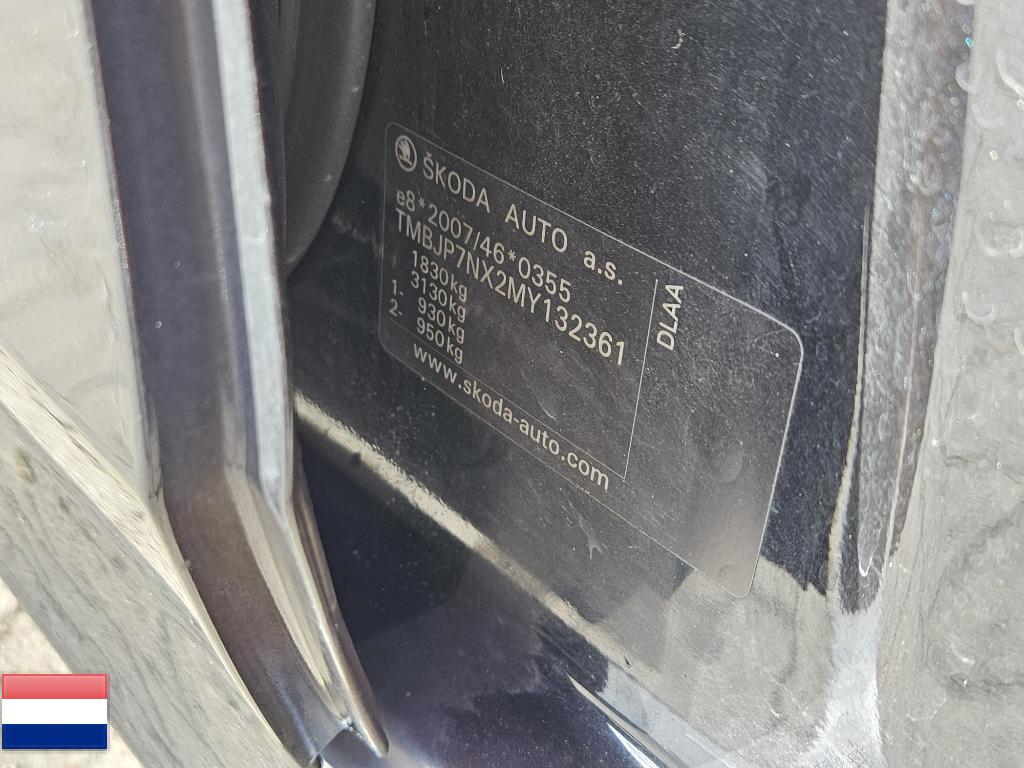 ŠKODA AUTO a.s.
e8*2007/46*0355
TMBJP7NX2MY132361
1830kg
3130kg
1. 930kg
2- 950kg
www.skoda-auto.com
DLAA